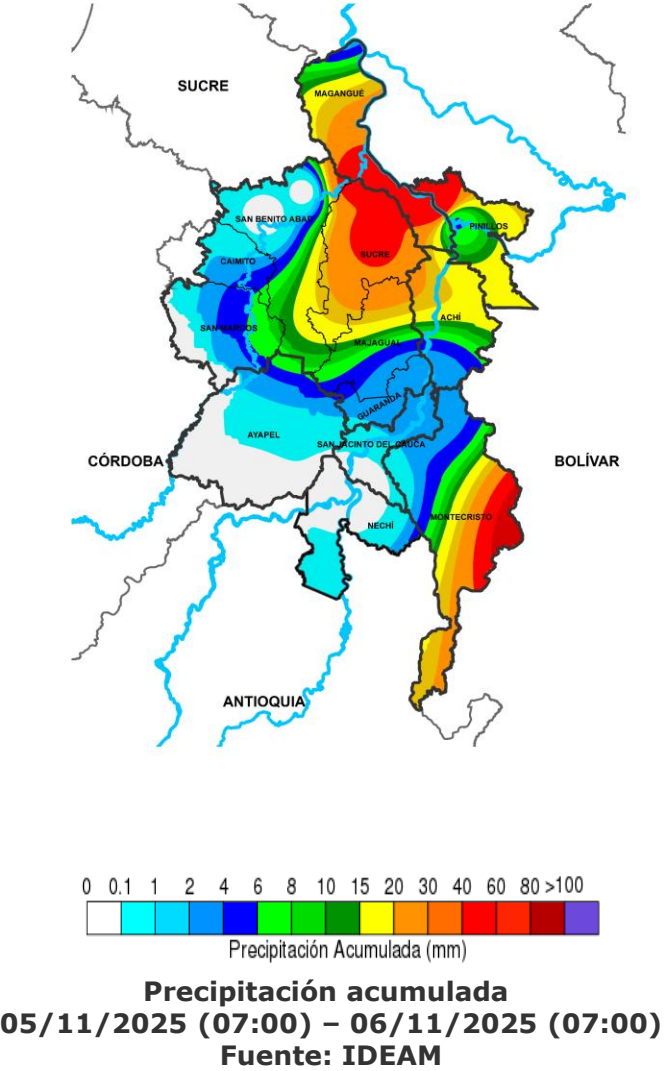 SUCRE
MAGANGUÉ
SAN BENITO ABAD
PINILLOS
SUCRE
CAIMITO
ACHÍ
SAN MARCOS
MAJAGUAL
GUARANDA
AYAPEL
SAN JACINTO DEL CAUCA
CÓRDOBA
BOLÍVAR
MONTECRISTO
NECHÍ
ANTIOQUIA
0 0.1 1 2 4 6 8 10 15 20 30 40 60 80 >100
Precipitación Acumulada (mm)
Precipitación acumulada
05/11/2025 (07:00) – 06/11/2025 (07:00)
Fuente: IDEAM